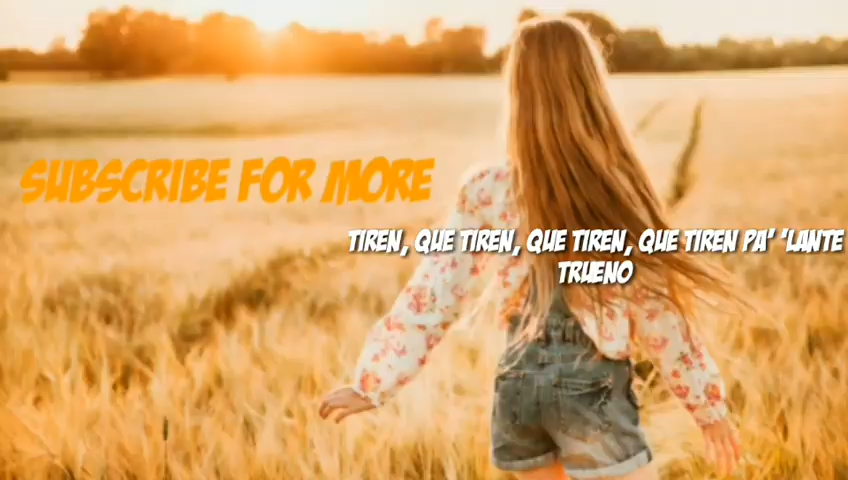 SUBSCRIBE FOR MORE
TIREN, QUE TIREN, QUE TIREN, QUE TIREN PA' 'LANTE
TRUENO